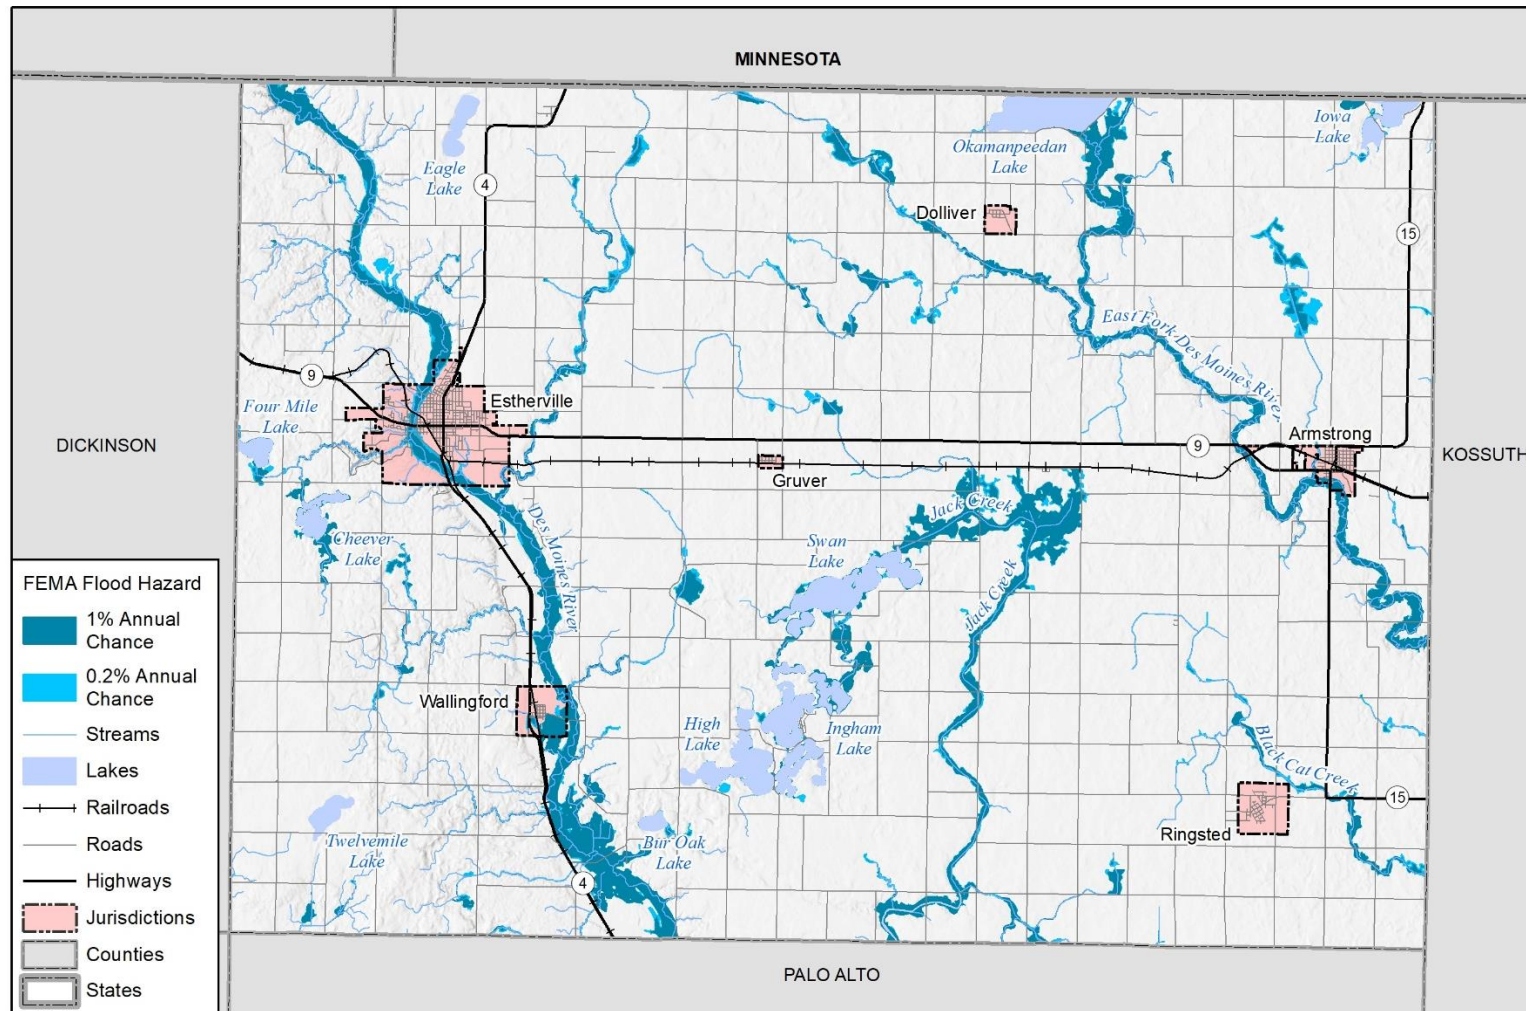 MINNESOTA
Iowa
Lake
Okamanpeedan
Lake
Eagle
Lake
4
Dolliver
15
East Fork Des Moines River
9
Four Mile
Lake
Estherville
Armstrong
DICKINSON
9
KOSSUTH
Gruver
Jack Creek
Des Moines River
Swan
Lake
Cheever
Lake
Jack Creek
FEMA Flood Hazard
1% Annual
Chance
0.2% Annual
Chance
Streams
Lakes
Railroads
Roads
Highways
Jurisdictions
Counties
States
Wallingford
High
Lake
Ingham
Lake
Black Cat Creek
15
Ringsted
Twelvemile
Lake
Bur Oak
Lake
4
PALO ALTO